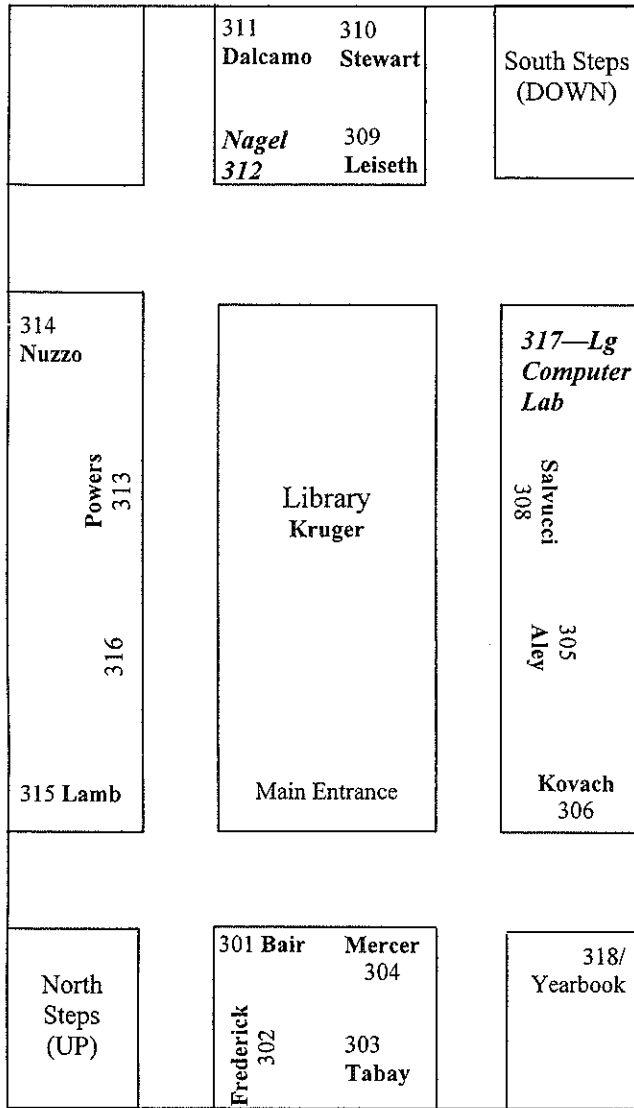 311
Dalcamo
310
Stewart
Nagel
312
309
Leiseth
South Steps
(DOWN)
314
Nuzzo
Powers
313
316
315 Lamb
Library
Kruger
Main Entrance
317—Lg
Computer
Lab
Salvucci
308
305
Aley
Kovach
306
North
Steps
(UP)
301 Bair
Mercer
304
Frederick
302
303
Tabay
318/
Yearbook